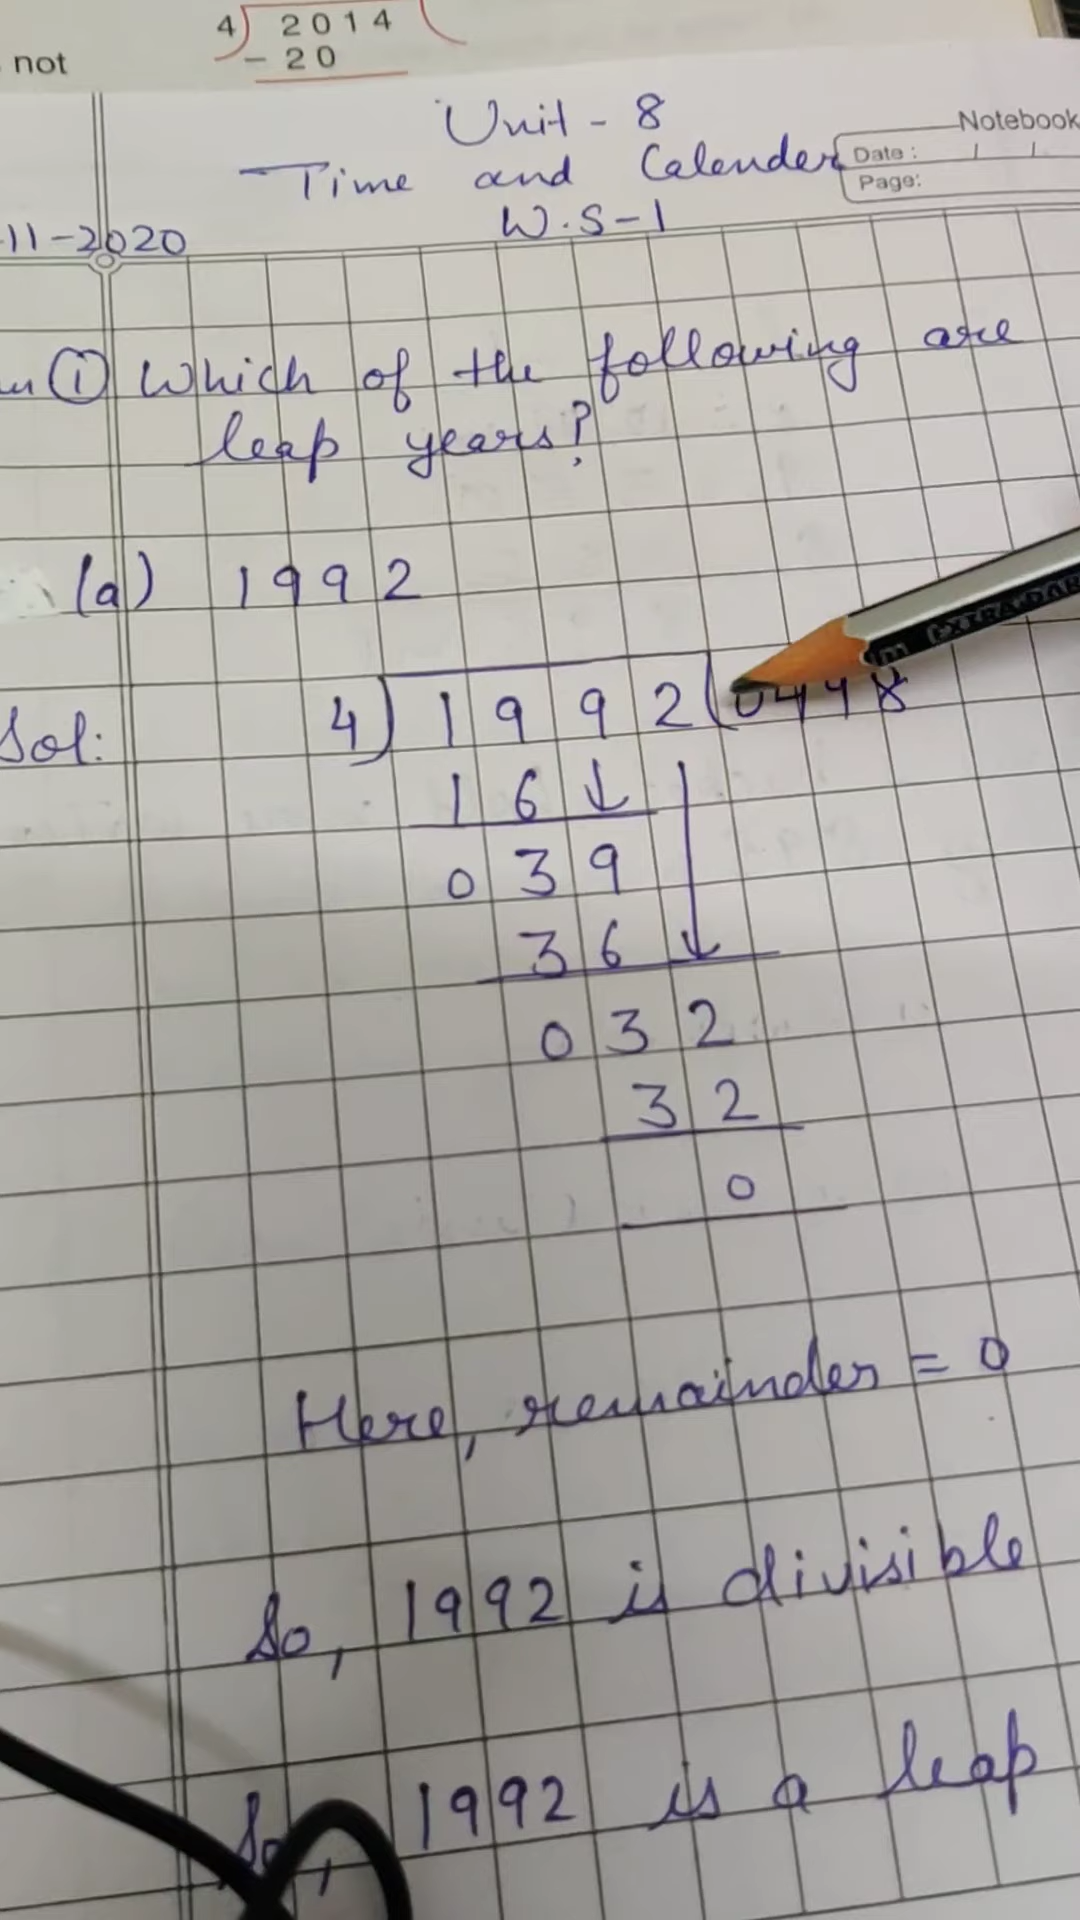 not
4) 2014
- 20
Unit - 8
Notebook
Time and Calender
Date: / /
Page:
W.S-1
-11-2020
① Which of the following are
leap years?
(a) 1992
Sol: 4) 1992 (0498
16↓
039
36↓
032
32
0
Here, remainder = 0
So, 1992 is divisible
So, 1992 is a leap